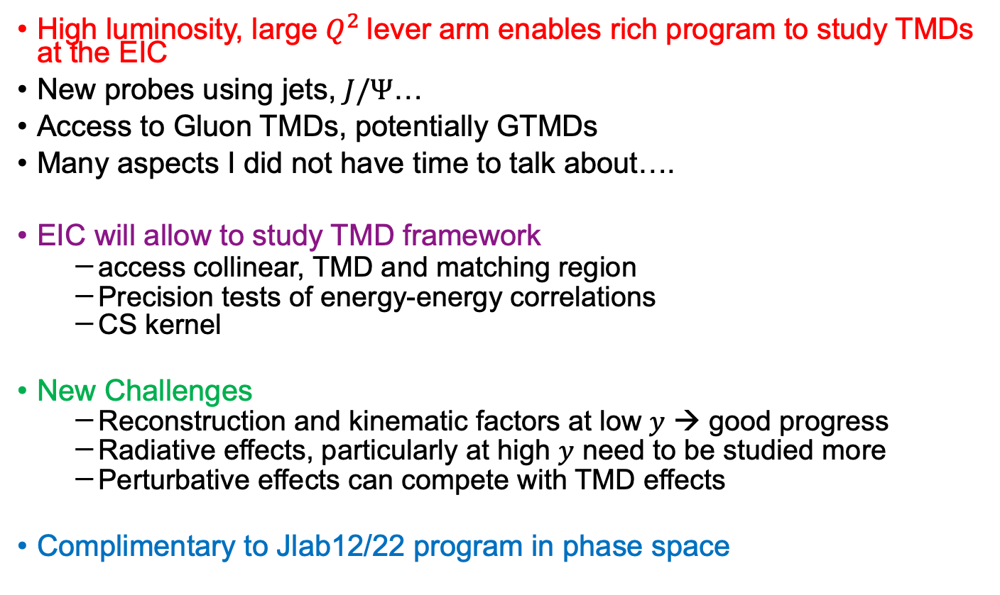 • High luminosity, large 𝑄² lever arm enables rich program to study TMDs
at the EIC
• New probes using jets, 𝐽/Ψ…
• Access to Gluon TMDs, potentially GTMDs
• Many aspects I did not have time to talk about….
• EIC will allow to study TMD framework
– access collinear, TMD and matching region
– Precision tests of energy-energy correlations
– CS kernel
• New Challenges
– Reconstruction and kinematic factors at low 𝑦 → good progress
– Radiative effects, particularly at high 𝑦 need to be studied more
– Perturbative effects can compete with TMD effects
• Complimentary to Jlab12/22 program in phase space